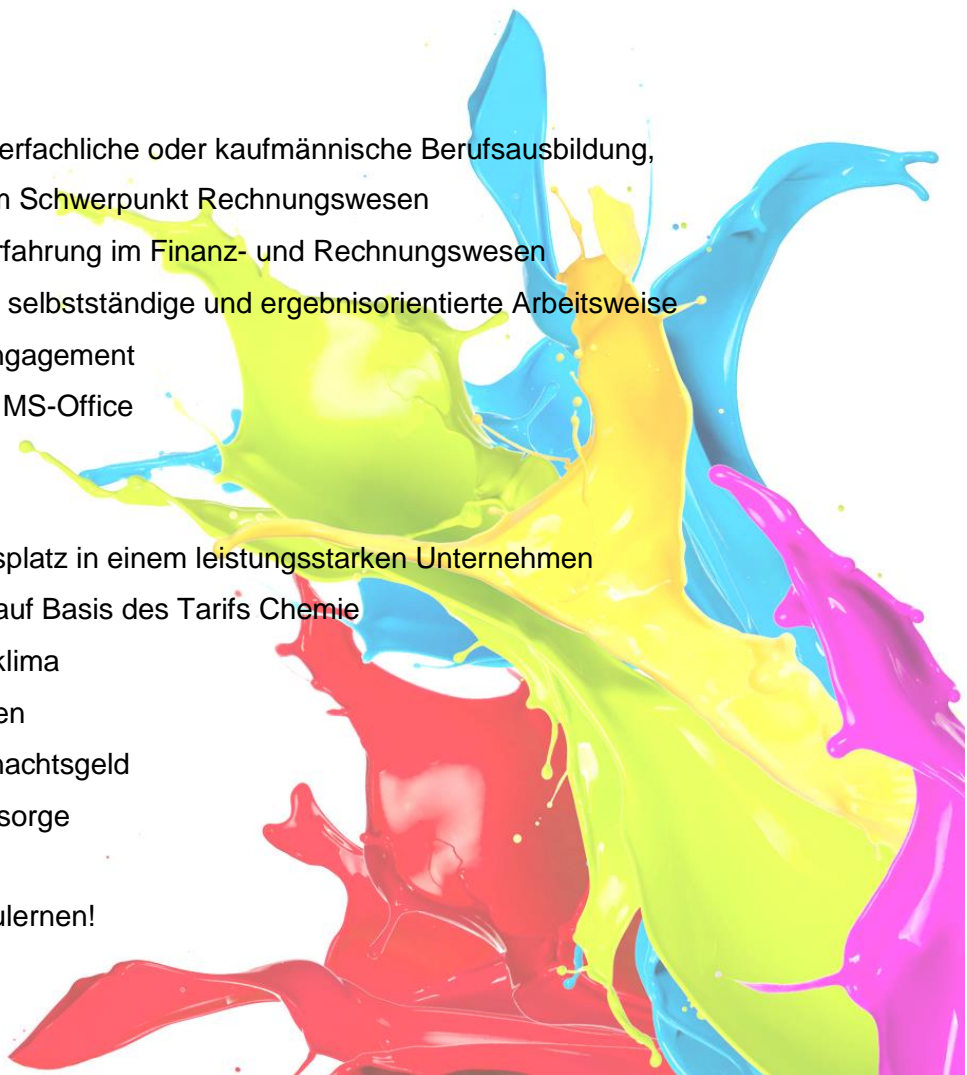 erfachliche oder kaufmännische Berufsausbildung,
n Schwerpunkt Rechnungswesen
rfahrung im Finanz- und Rechnungswesen
selbstständige und ergebnisorientierte Arbeitsweise
ngagement
MS-Office
splatz in einem leistungsstarken Unternehmen
auf Basis des Tarifs Chemie
klima
en
nachtsgeld
sorge
ulernen!